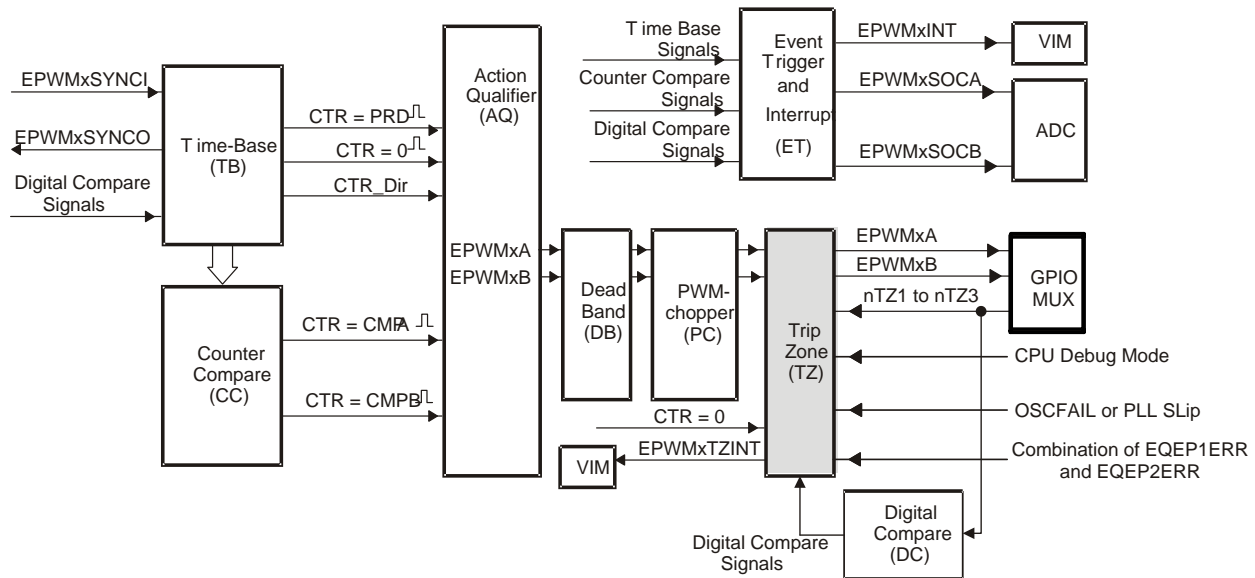 EPWMxSYNCI
EPWMxSYNCO
Digital Compare
Signals
T ime-Base
(TB)
CTR = PRD
CTR = 0
CTR_Dir
Counter
Compare
(CC)
CTR = CMPA
CTR = CMPB
Action
Qualifier
(AQ)
EPWMxA
EPWMxB
Dead
Band
(DB)
PWM-
chopper
(PC)
T ime Base
Signals
Counter Compare
Signals
Digital Compare
Signals
Event
Trigger
and
Interrupt
(ET)
EPWMxINT
EPWMxSOCA
EPWMxSOCB
VIM
ADC
Trip
Zone
(TZ)
EPWMxA
EPWMxB
nTZ1 to nTZ3
GPIO
MUX
CPU Debug Mode
OSCFAIL or PLL SLip
Combination of EQEP1ERR
and EQEP2ERR
CTR = 0
EPWMxTZINT
VIM
Digital Compare
Signals
Digital
Compare
(DC)